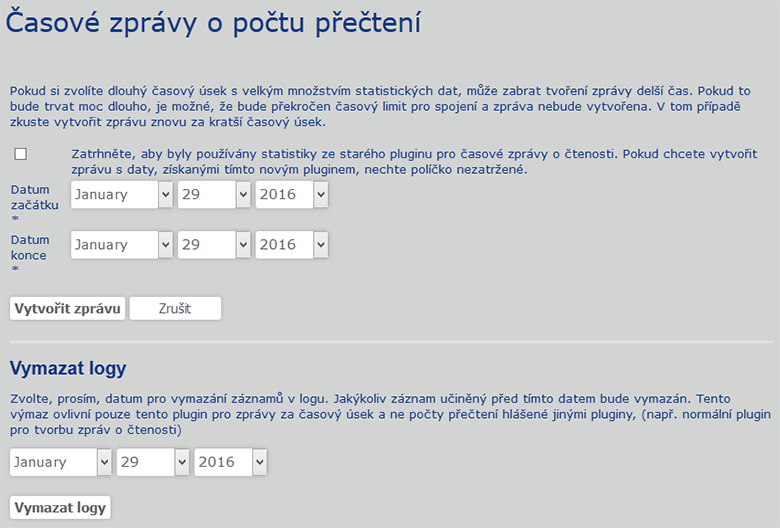 Časové zprávy o počtu přečtení
Pokud si zvolíte dlouhý časový úsek s velkým množstvím statistických dat, může zabrat tvoření zprávy delší čas. Pokud to
bude trvat moc dlouho, je možné, že bude překročen časový limit pro spojení a zpráva nebude vytvořena. V tom případě
zkuste vytvořit zprávu znovu za kratší časový úsek.
Zatrhněte, aby byly používány statistiky ze starého pluginu pro časové zprávy o čtenosti. Pokud chcete vytvořit
zprávu s daty, získanými tímto novým pluginem, nechte políčko nezatržené.
Datum
začátku
*
January 29 2016
Datum
konce
*
January 29 2016
Vytvořit zprávu Zrušit
Vymazat logy
Zvolte, prosím, datum pro vymazání záznamů v logu. Jakýkoliv záznam učiněný před tímto datem bude vymazán. Tento
výmaz ovlivní pouze tento plugin pro zprávy za časový úsek a ne počty přečtení hlášené jinými pluginy, (např. normální plugin
pro tvorbu zpráv o čtenosti)
January 29 2016
Vymazat logy